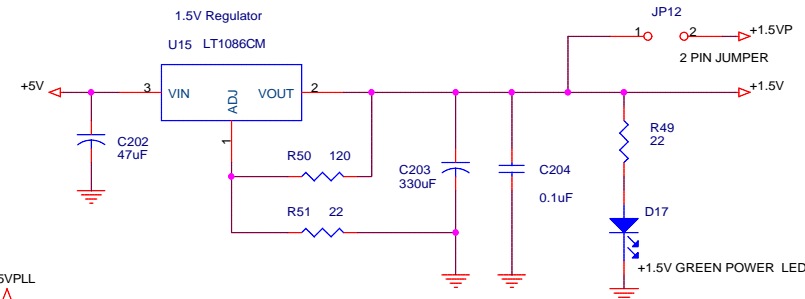 1.5V Regulator
JP12
U15 LT1086CM
1 2
+1.5VP
2 PIN JUMPER
+5V
3 VIN VOUT 2
+1.5V
ADJ
1
C202
47uF
R50 120
R49
22
C203
330uF
C204
0.1uF
R51 22
D17
+1.5V GREEN POWER LED
5VPLL